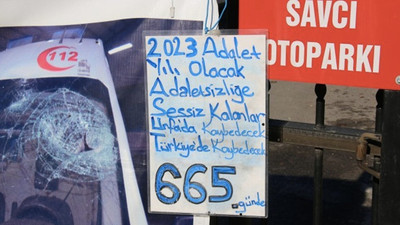 112
2023 Adalet
Yılı Olacak
Adaletsizliğe
Sessiz Kalanlar
Urfa'da Kaybedecek
Türkiye'de Kaybedecek
665.
günde
SAVCI
OTOPARKI